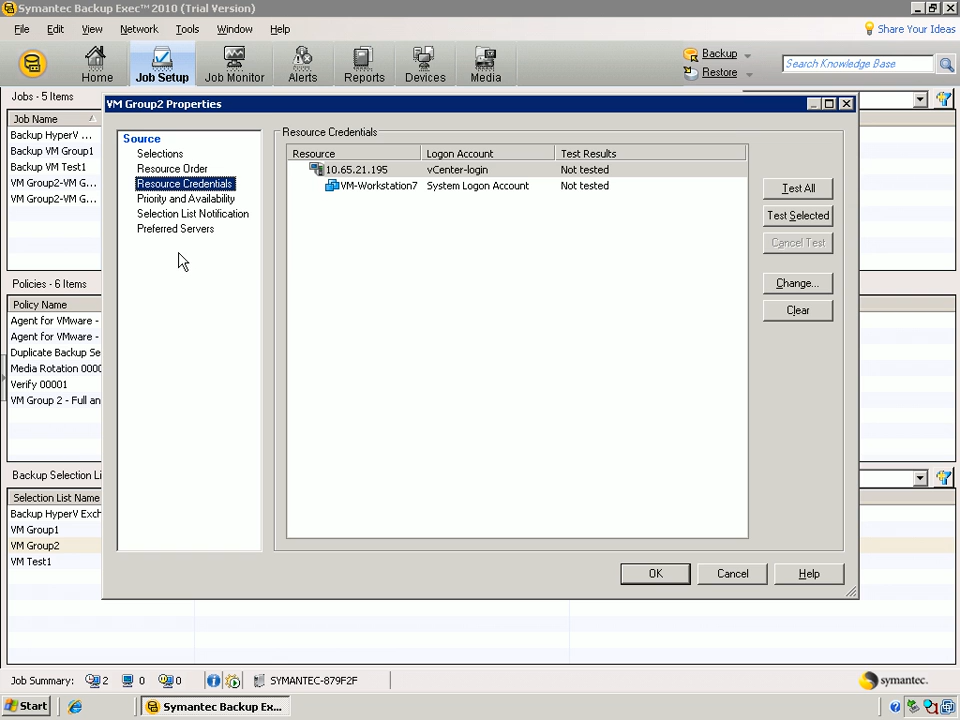 Symantec Backup Exec™ 2010 (Trial Version)
File Edit View Network Tools Window Help
Share Your Ideas
Home Job Setup Job Monitor Alerts Reports Devices Media
Backup
Restore
Search Knowledge Base
Jobs - 5 Items
Job Name
Backup HyperV ...
Backup VM Group1
Backup VM Test1
VM Group2-VM G...
VM Group2-VM G...
Policies - 6 Items
Policy Name
Agent for VMware -
Agent for VMware -
Duplicate Backup Se
Media Rotation 0000
Verify 00001
VM Group 2 - Full an
Backup Selection Li
Selection List Name
Backup HyperV Exch
VM Group1
VM Group2
VM Test1
VM Group2 Properties
Source
Selections
Resource Order
Resource Credentials
Priority and Availability
Selection List Notification
Preferred Servers
Resource Credentials
Resource Logon Account Test Results
10.65.21.195 vCenter-login Not tested
VM-Workstation7 System Logon Account Not tested
Test All
Test Selected
Cancel Test
Change...
Clear
OK Cancel Help
Job Summary: 2 0 0 SYMANTEC-879F2F
symantec.
Start Symantec Backup Ex...